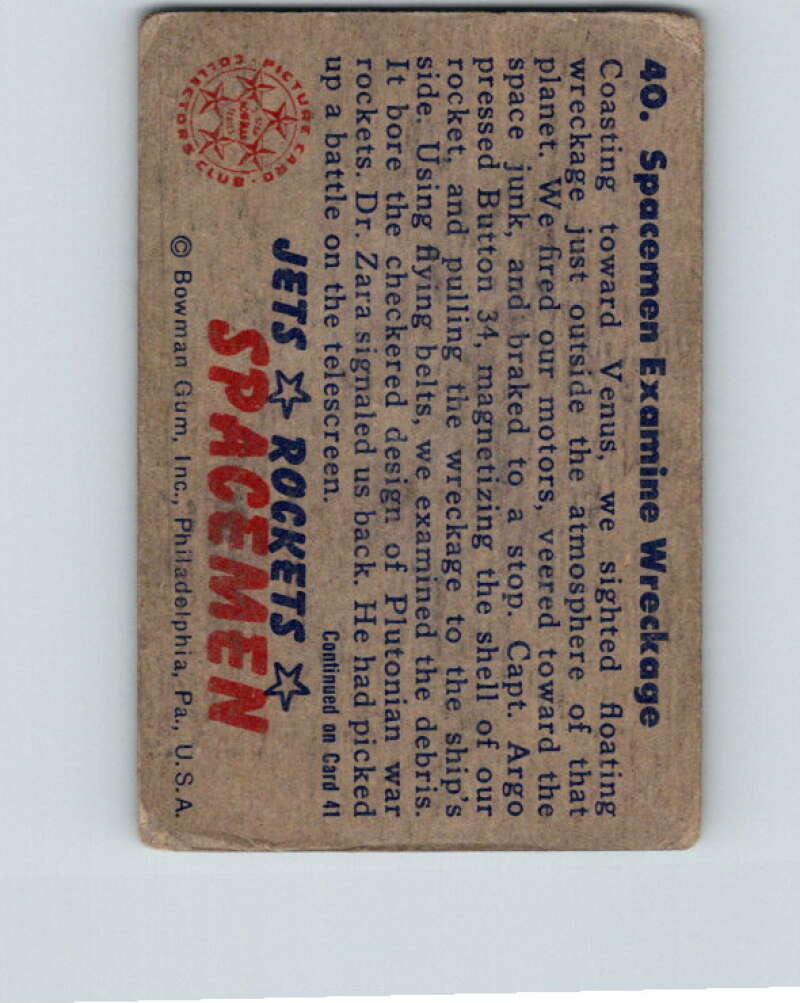 40. Spacemen Examine Wreckage
Coasting toward Venus, we sighted floating
wreckage just outside the atmosphere of that
planet. We fired our motors, veered toward the
space junk, and braked to a stop. Capt. Argo
pressed Button 34, magnetizing the shell of our
rocket, and pulling the wreckage to the ship's
side. Using flying belts, we examined the debris.
It bore the checkered design of Plutonian war
rockets. Dr. Zara signaled us back. He had picked
up a battle on the telescreen.
Continued on Card 41
PICTURE CARD
COLLECTORS CLUB
JETS ROCKETS
SPACEMEN
© Bowman Gum, Inc., Philadelphia, Pa., U.S.A.